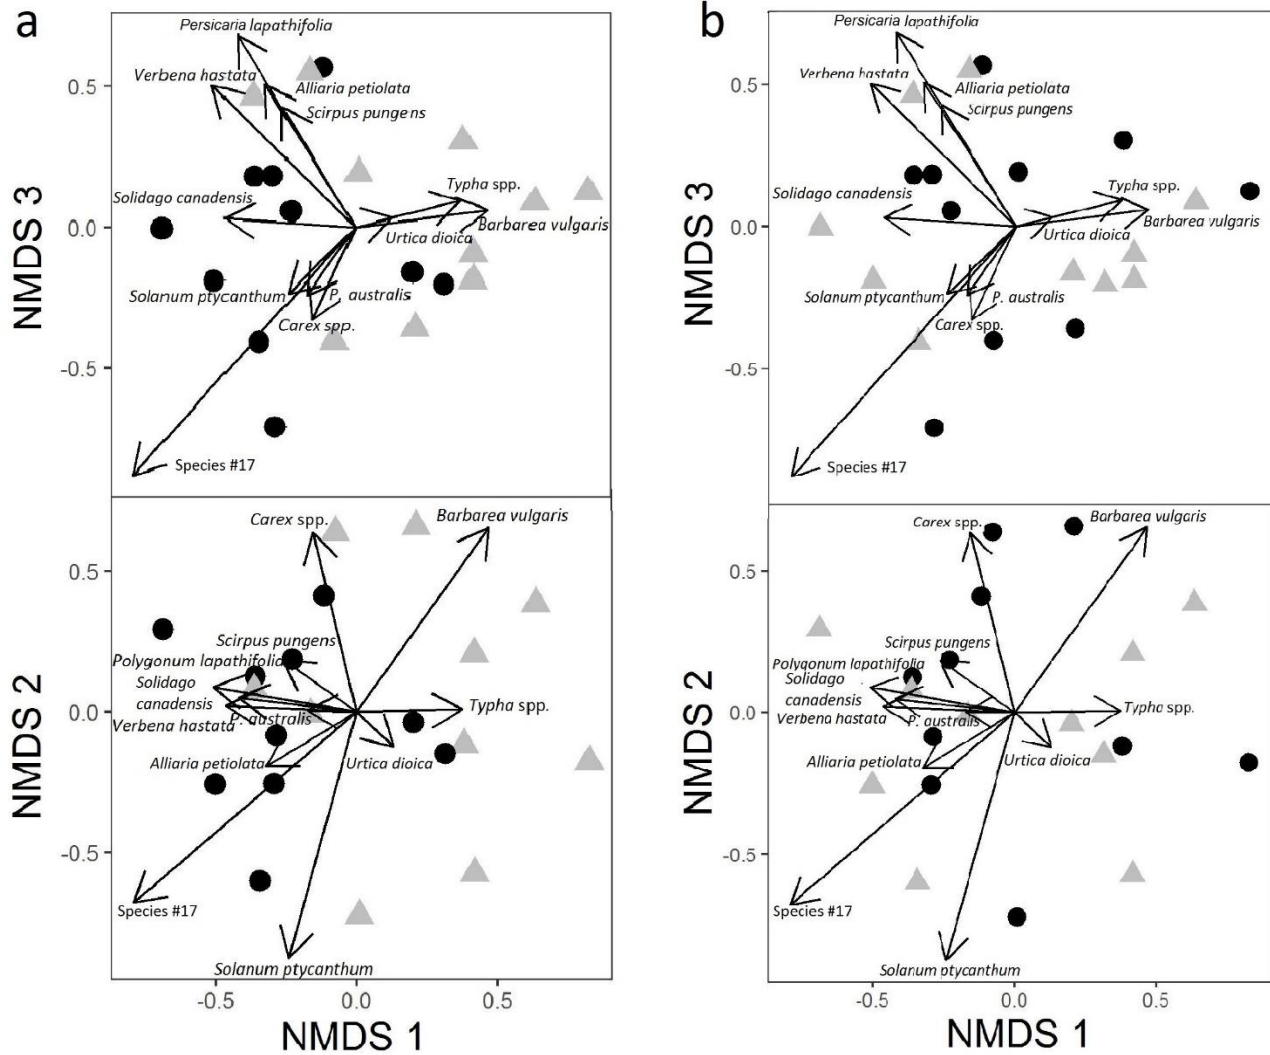 a
Persicaria lapathifolia
Verbena hastata
Alliaria petiolata
Scirpus pungens
Solidago canadensis
Typha spp.
Barbarea vulgaris
Urtica dioica
Solanum ptycanthum
P. australis
Carex spp.
Species #17
NMDS 3
0.5
0.0
-0.5
Carex spp.
Barbarea vulgaris
Scirpus pungens
Polygonum lapathifolia
Solidago
canadensis
Verbena hastata
P. australis
Typha spp.
Alliaria petiolata
Urtica dioica
Species #17
Solanum ptycanthum
NMDS 2
0.5
0.0
-0.5
-0.5
0.0
0.5
NMDS 1
b
Persicaria lapathifolia
Verbena hastata
Alliaria petiolata
Scirpus pungens
Solidago canadensis
Typha spp.
Barbarea vulgaris
Urtica dioica
Solanum ptycanthum
P. australis
Carex spp.
Species #17
NMDS 3
0.5
0.0
-0.5
Carex spp.
Barbarea vulgaris
Scirpus pungens
Polygonum lapathifolia
Solidago
canadensis
Verbena hastata
P. australis
Typha spp.
Alliaria petiolata
Urtica dioica
Species #17
Solanum ptycanthum
NMDS 2
0.5
0.0
-0.5
-0.5
0.0
0.5
NMDS 1